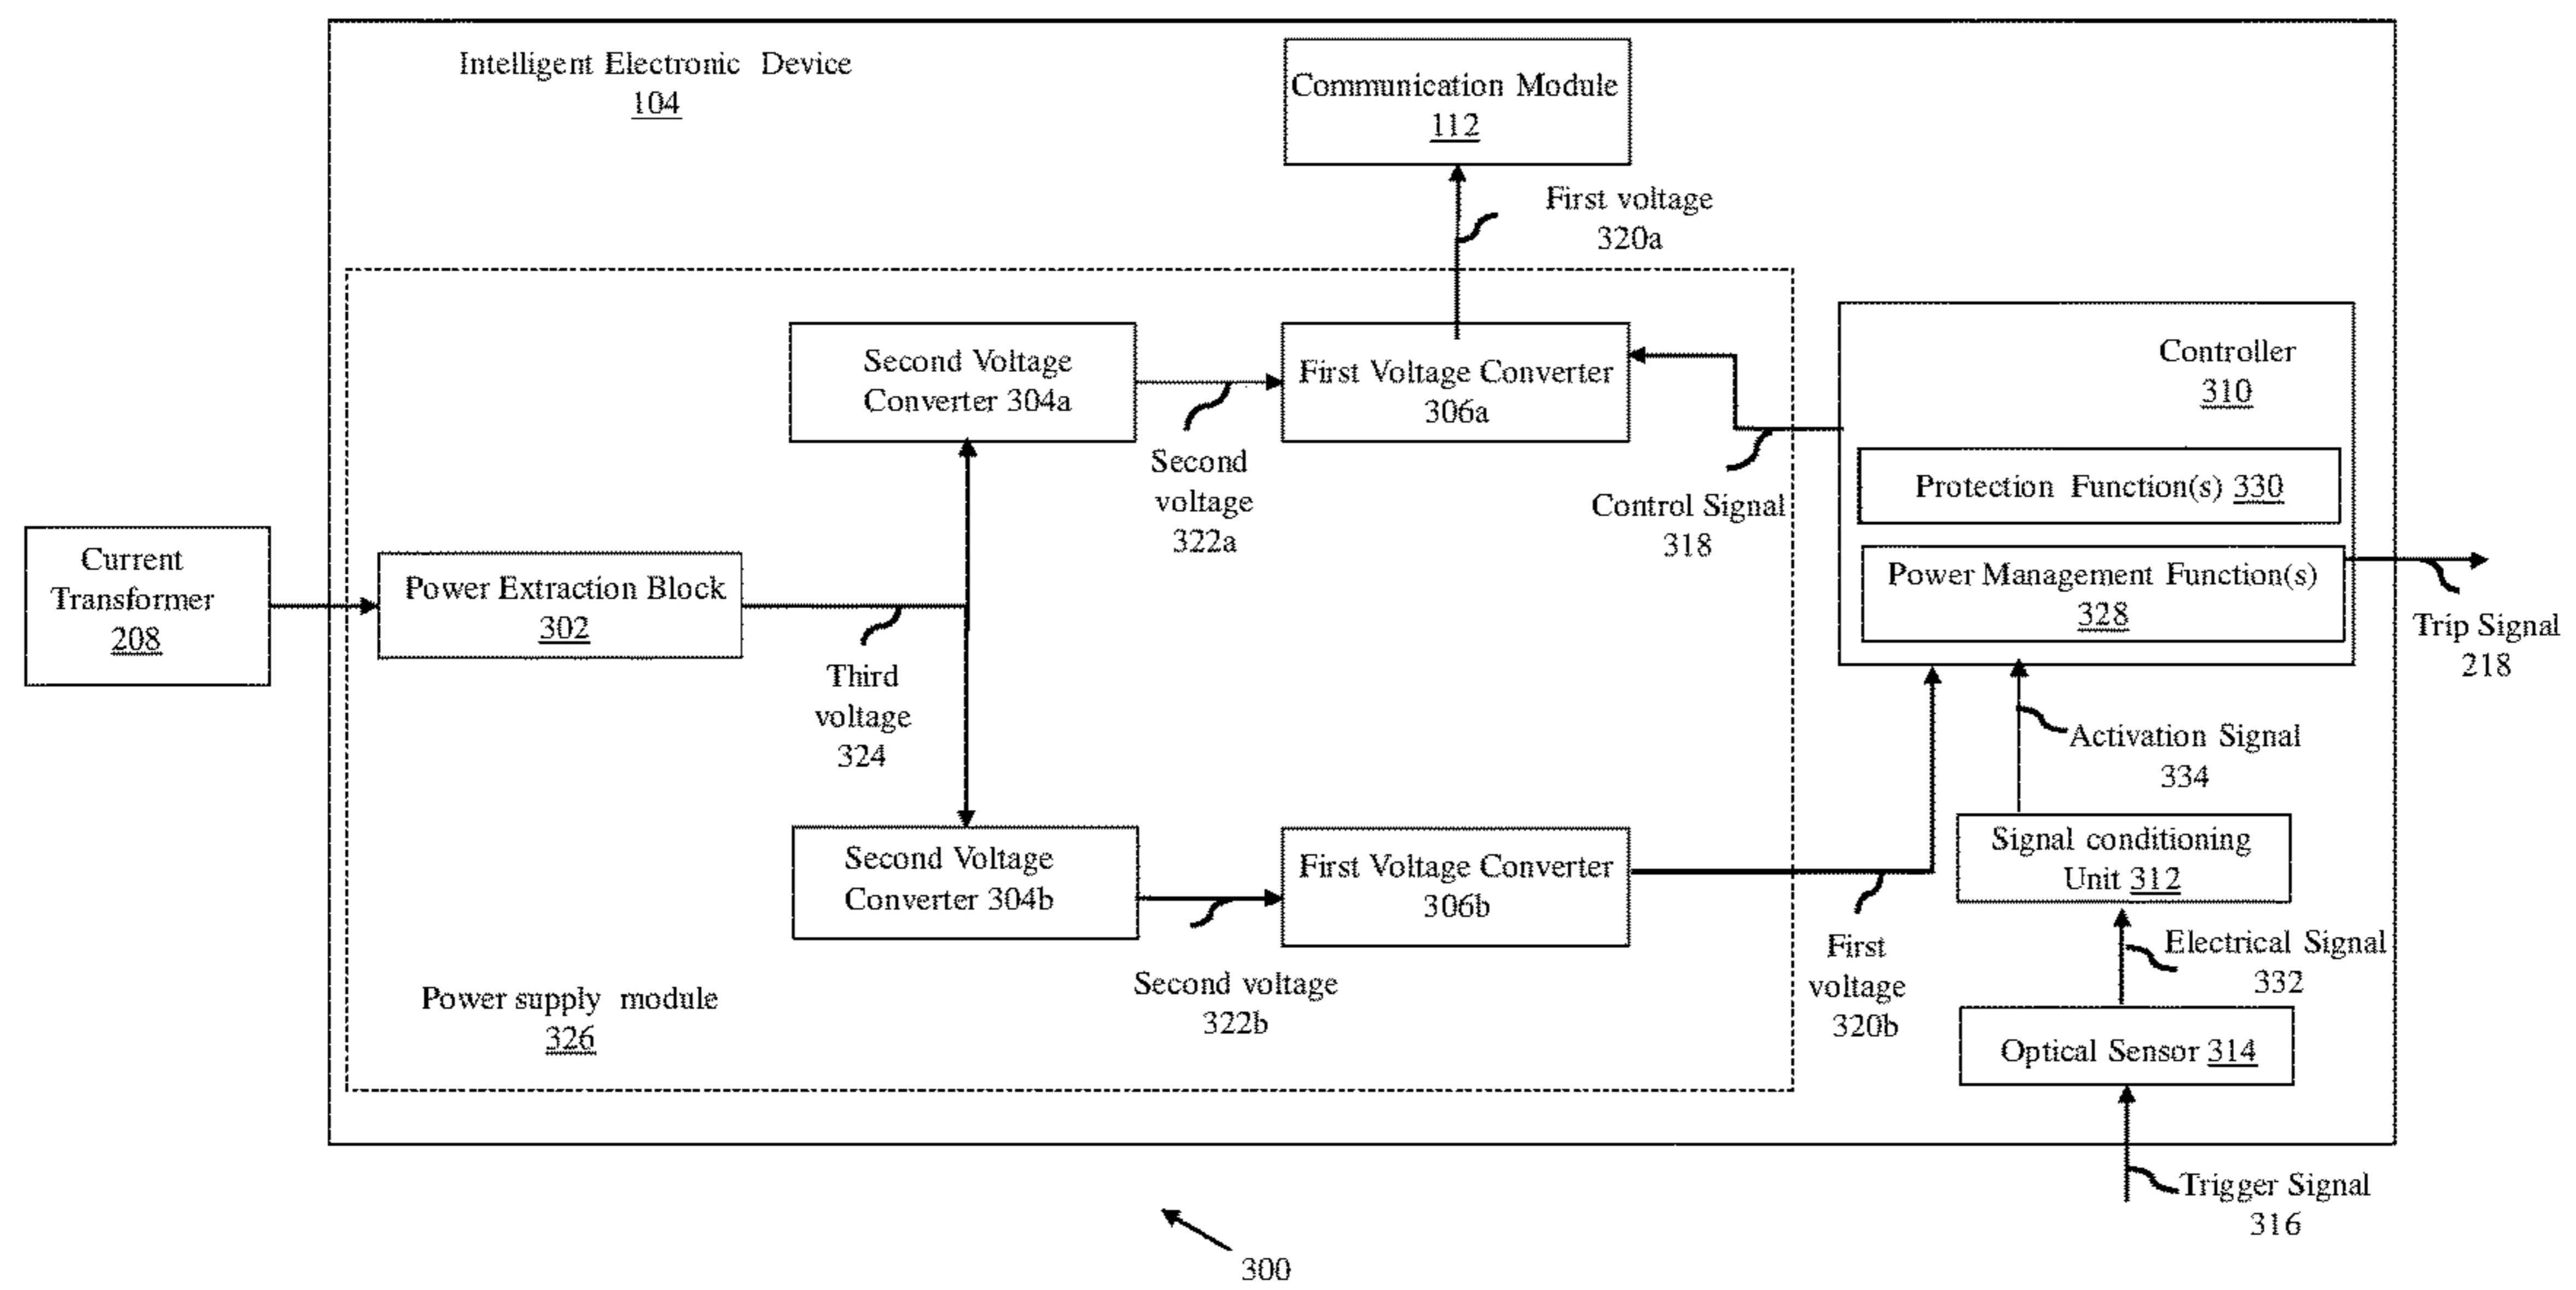 Intelligent Electronic Device
104
Communication Module
112
First voltage
320a
Second Voltage
Converter 304a
First Voltage Converter
306a
Controller
310
Second
voltage
322a
Control Signal
318
Protection Function(s) 330
Current
Transformer
208
Power Extraction Block
302
Power Management Function(s)
328
Trip Signal
218
Third
voltage
324
Activation Signal
334
Second Voltage
Converter 304b
First Voltage Converter
306b
Signal conditioning
Unit 312
Second voltage
322b
First
voltage
320b
Electrical Signal
332
Power supply module
326
Optical Sensor 314
Trigger Signal
316
300